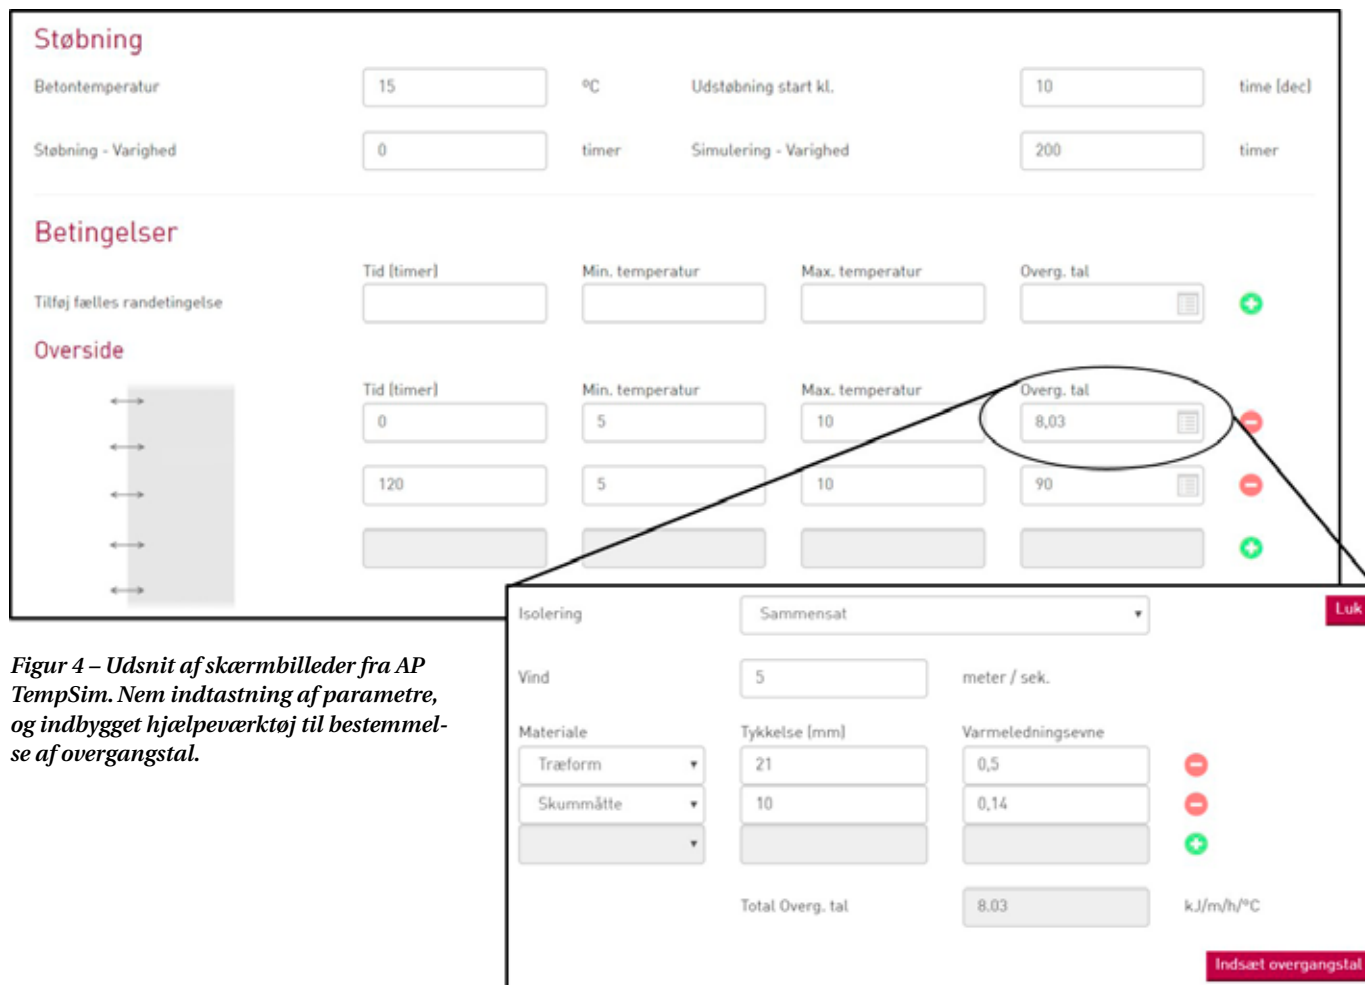 Støbning
Betontemperatur 15 ºC Udstøbning start kl. 10 time (dec)
Støbning - Varighed 0 timer Simulering - Varighed 200 timer
Betingelser
Tid (timer) Min. temperatur Max. temperatur Overg. tal
Tilføj fælles randetingelse
Overside
Tid (timer) Min. temperatur Max. temperatur Overg. tal
0 5 10 8,03
120 5 10 90
Isolering Sammensat Luk
Vind 5 meter / sek.
Materiale Tykkelse (mm) Varmeledningsevne
Træform 21 0,5
Skummåtte 10 0,14
Total Overg. tal 8.03 kJ/m/h/ºC
Indsæt overgangstal
Figur 4 – Udsnit af skærmbilleder fra AP
TempSim. Nem indtastning af parametre,
og indbygget hjælpeværktøj til bestemmel-
se af overgangstal.